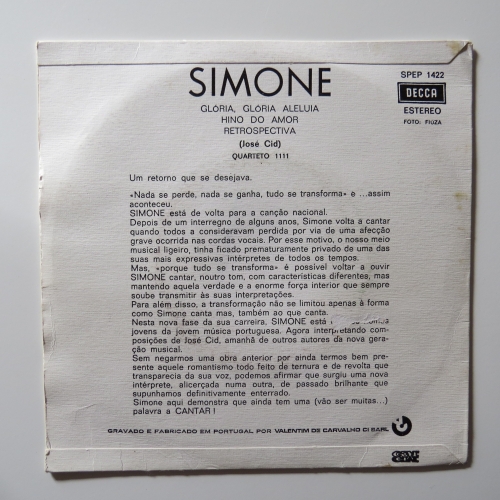 SIMONE
SPEP 1422
DECCA
ESTEREO
FOTO: FIUZA
GLORIA, GLORIA ALELUIA
HINO DO AMOR
RETROSPECTIVA
(José Cid)
QUARTETO 1111
Um retorno que se desejava.
«Nada se perde, nada se ganha, tudo se transforma» e ...assim
aconteceu.
SIMONE está de volta para a canção nacional.
Depois de um interregno de alguns anos, Simone volta a cantar
quando todos a consideravam perdida por via de uma afecção
grave ocorrida nas cordas vocais. Por esse motivo, o nosso meio
musical ligeiro, tinha ficado prematuramente privado de uma das
suas mais expressivas intérpretes de todos os tempos.
Mas, «porque tudo se transforma» é possível voltar a ouvir
SIMONE cantar, noutro tom, com características diferentes, mas
mantendo aquela verdade e a enorme força interior que sempre
soube transmitir às suas interpretações.
Para além disso, a transformação não se limitou apenas à forma
como Simone canta mas, também ao que canta.
Nesta nova fase da sua carreira, SIMONE está
jovens da jovem música portuguesa. Agora interpretando com-
posições de José Cid, amanhã de outros autores da nova gera-
ção musical.
Sem negarmos uma obra anterior por ainda termos bem pre-
sente aquele romantismo todo feito de ternura e de revolta que
transparecia da sua voz, podemos afirmar que surgiu uma nova
intérprete, alicerçada numa outra, de passado brilhante que
supunhamos definitivamente enterrado.
Simone aqui demonstra que ainda tem uma (vão ser muitas...)
palavra a CANTAR !
GRAVADO E FABRICADO EM PORTUGAL POR VALENTIM DE CARVALHO CI SARL